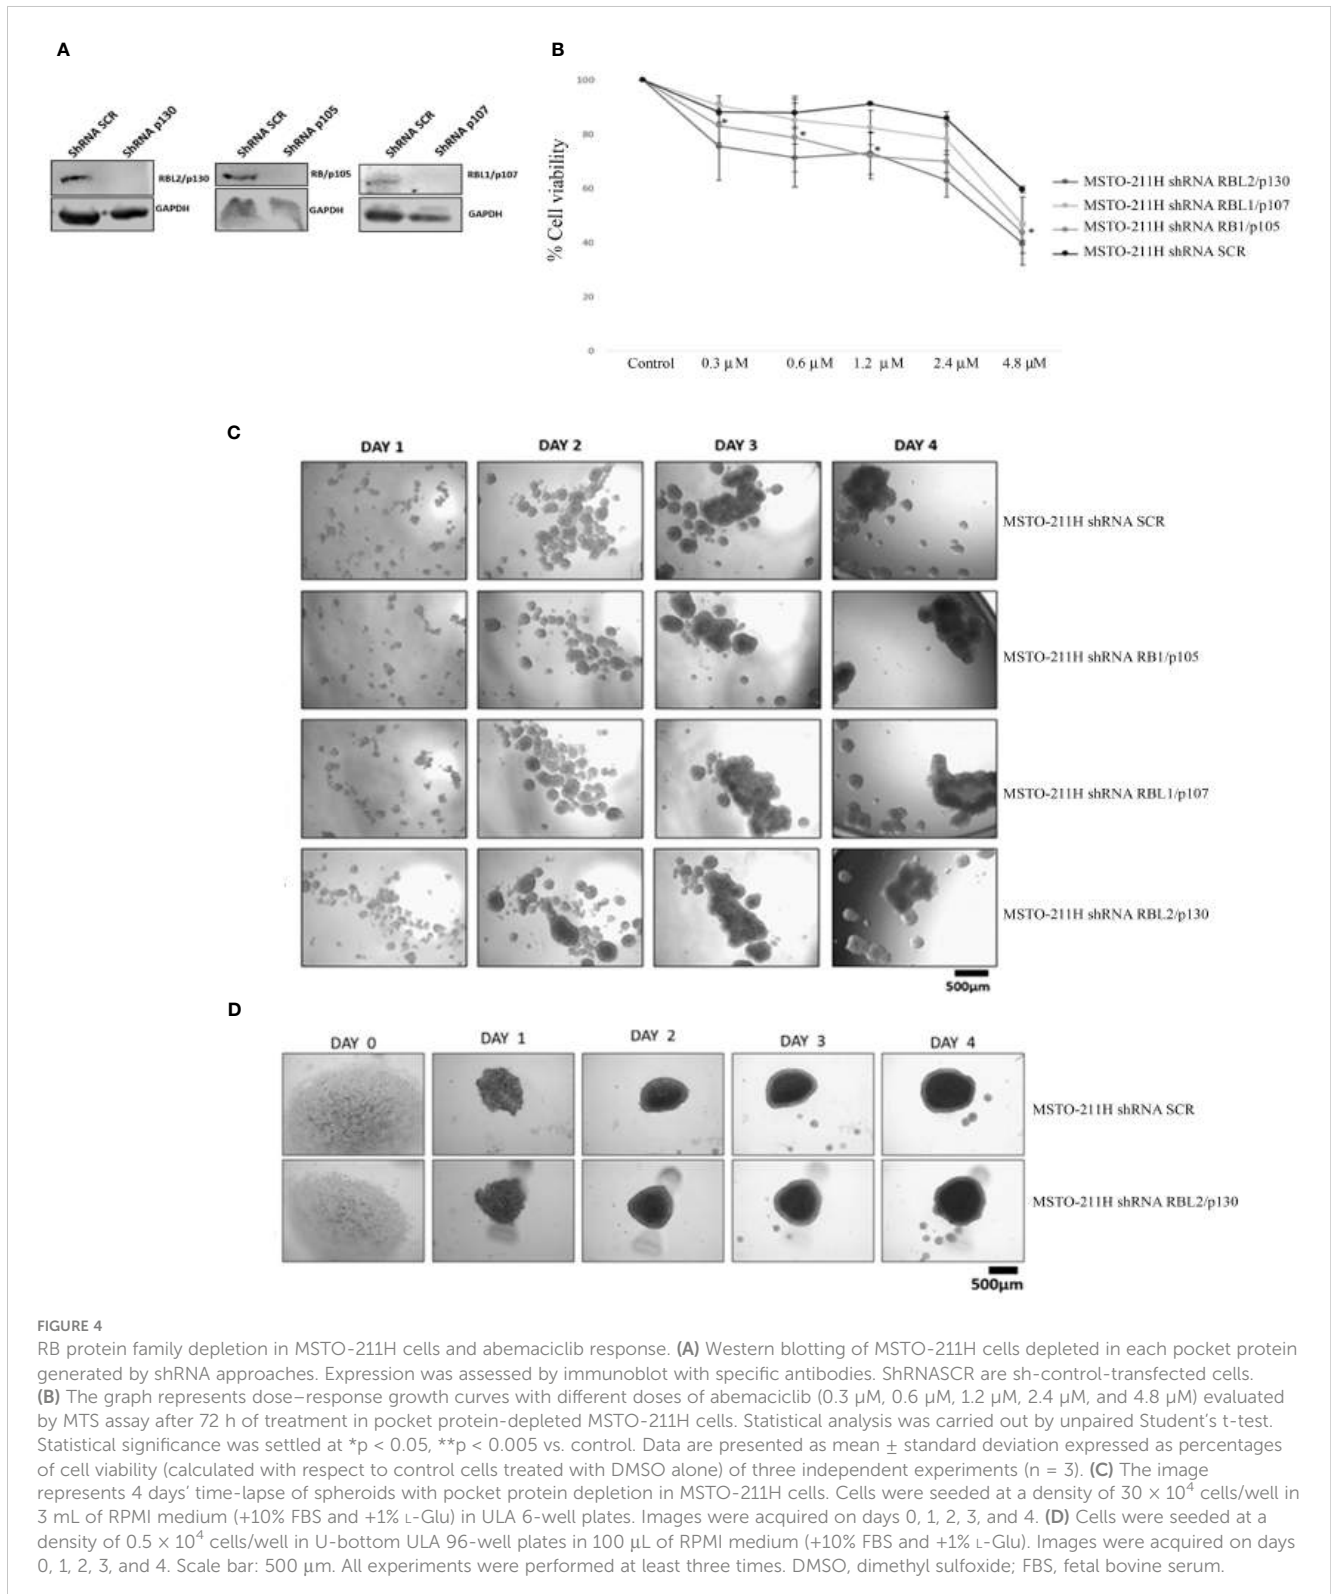 A
ShRNA SCR
ShRNA p130
RBL2/p130
GAPDH
ShRNA SCR
ShRNA p105
RB/p105
GAPDH
ShRNA SCR
ShRNA p107
RBL1/p107
GAPDH
B
% Cell viability
100
80
60
40
20
0
* * * *
Control 0.3 µM 0.6 µM 1.2 µM 2.4 µM 4.8 µM
MSTO-211H shRNA RBL2/p130
MSTO-211H shRNA RBL1/p107
MSTO-211H shRNA RB1/p105
MSTO-211H shRNA SCR
C
DAY 1 DAY 2 DAY 3 DAY 4
MSTO-211H shRNA SCR
MSTO-211H shRNA RB1/p105
MSTO-211H shRNA RBL1/p107
MSTO-211H shRNA RBL2/p130
500µm
D
DAY 0 DAY 1 DAY 2 DAY 3 DAY 4
MSTO-211H shRNA SCR
MSTO-211H shRNA RBL2/p130
500µm
FIGURE 4
RB protein family depletion in MSTO-211H cells and abemaciclib response. (A) Western blotting of MSTO-211H cells depleted in each pocket protein
generated by shRNA approaches. Expression was assessed by immunoblot with specific antibodies. ShRNASCR are sh-control-transfected cells.
(B) The graph represents dose–response growth curves with different doses of abemaciclib (0.3 µM, 0.6 µM, 1.2 µM, 2.4 µM, and 4.8 µM) evaluated
by MTS assay after 72 h of treatment in pocket protein-depleted MSTO-211H cells. Statistical analysis was carried out by unpaired Student's t-test.
Statistical significance was settled at *p < 0.05, **p < 0.005 vs. control. Data are presented as mean ± standard deviation expressed as percentages
of cell viability (calculated with respect to control cells treated with DMSO alone) of three independent experiments (n = 3). (C) The image
represents 4 days' time-lapse of spheroids with pocket protein depletion in MSTO-211H cells. Cells were seeded at a density of 30 × 10⁴ cells/well in
3 mL of RPMI medium (+10% FBS and +1% L-Glu) in ULA 6-well plates. Images were acquired on days 0, 1, 2, 3, and 4. (D) Cells were seeded at a
density of 0.5 × 10⁴ cells/well in U-bottom ULA 96-well plates in 100 µL of RPMI medium (+10% FBS and +1% L-Glu). Images were acquired on days
0, 1, 2, 3, and 4. Scale bar: 500 µm. All experiments were performed at least three times. DMSO, dimethyl sulfoxide; FBS, fetal bovine serum.